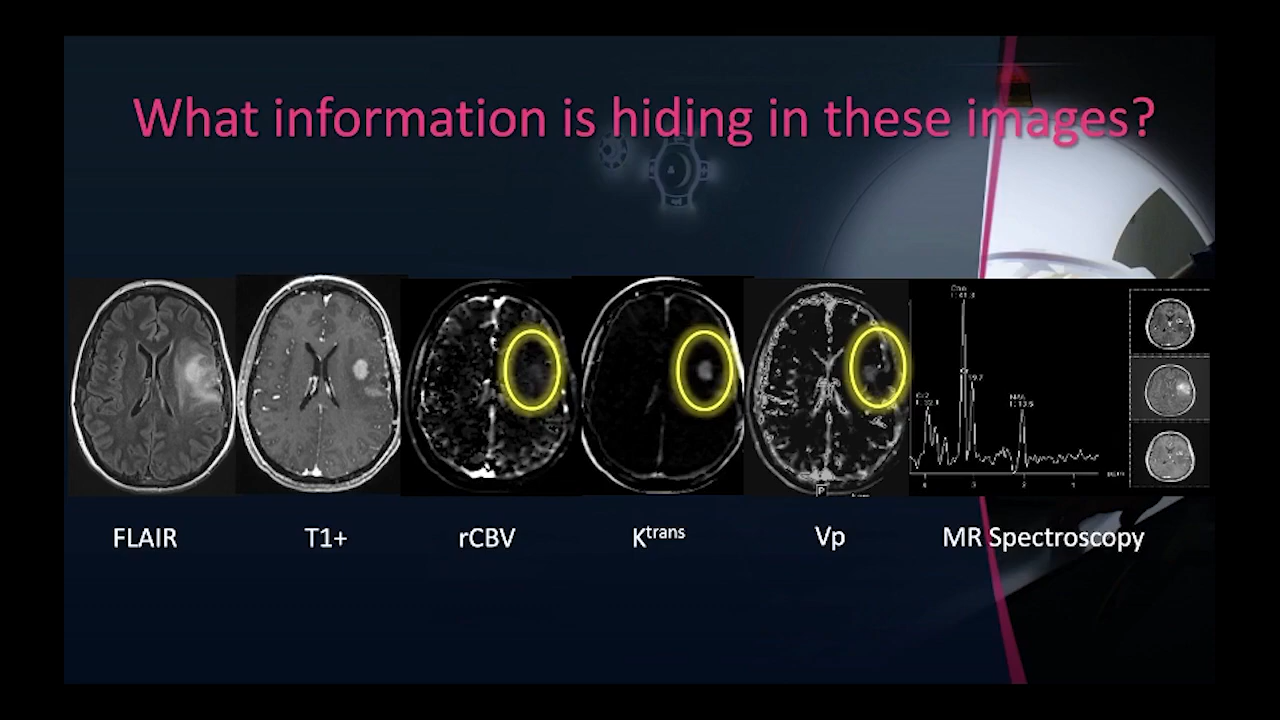 What information is hiding in these images?
FLAIR
T1+
rCBV
Ktrans
Vp
MR Spectroscopy
P